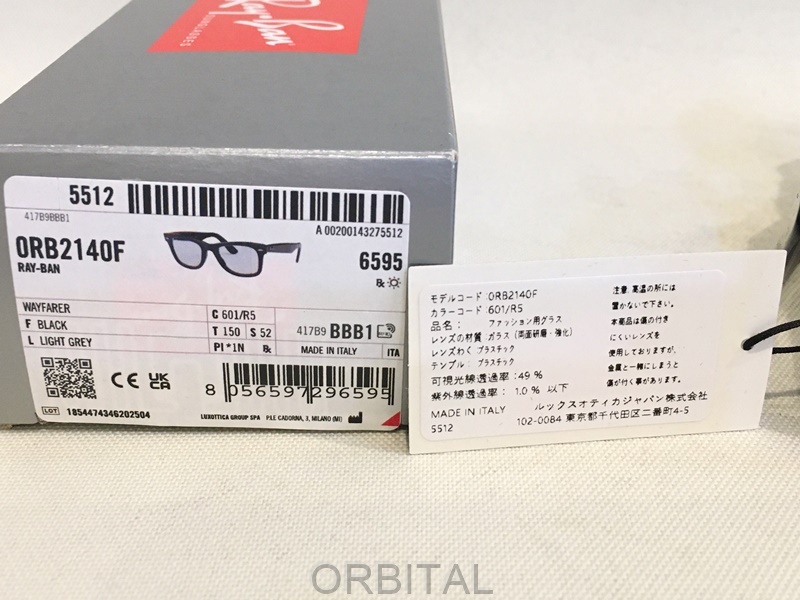 Ray-Ban
SUNGLASSES
5512
417B9BBB1
A 00200143275512
0RB2140F
RAY-BAN
6595
WAYFARER
F BLACK
L LIGHT GREY
C 601/R5
T 150 S 52
PI *1N
417B9 BBB1
MADE IN ITALY
ITA
CE UK CA
8 056597 296595
LOT 1854474346202504
LUXOTTICA GROUP SPA P.LE CADORNA, 3, MILANO (MI)
モデルコード :0RB2140F
カラーコード :601/R5
品名： ファッション用グラス
レンズの材質 ガラス（両面研磨・強化）
レンズわく プラスチック
テンプル： プラスチック
可視光線透過率：49 %
紫外線透過率： 1.0 % 以下
MADE IN ITALY
5512
ルックスオティカジャパン株式会社
102-0084 東京都千代田区二番町4-5
注意:高温の所には
置かないで下さい。
本商品は傷の付き
にくいレンズを
使用しておりますが、
金属と一緒にしまうと
傷が付く事があります。
ORBITAL